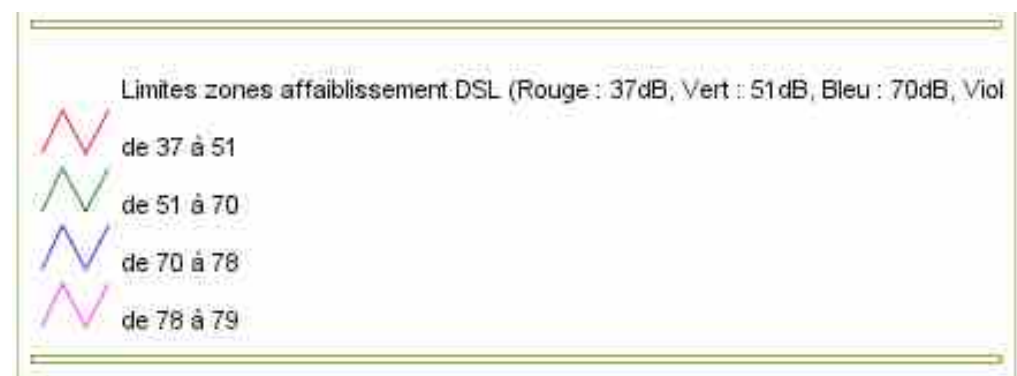 Limites zones affaiblissement DSL (Rouge : 37dB, Vert : 51dB, Bleu : 70dB, Viol
de 37 à 51
de 51 à 70
de 70 à 78
de 78 à 79